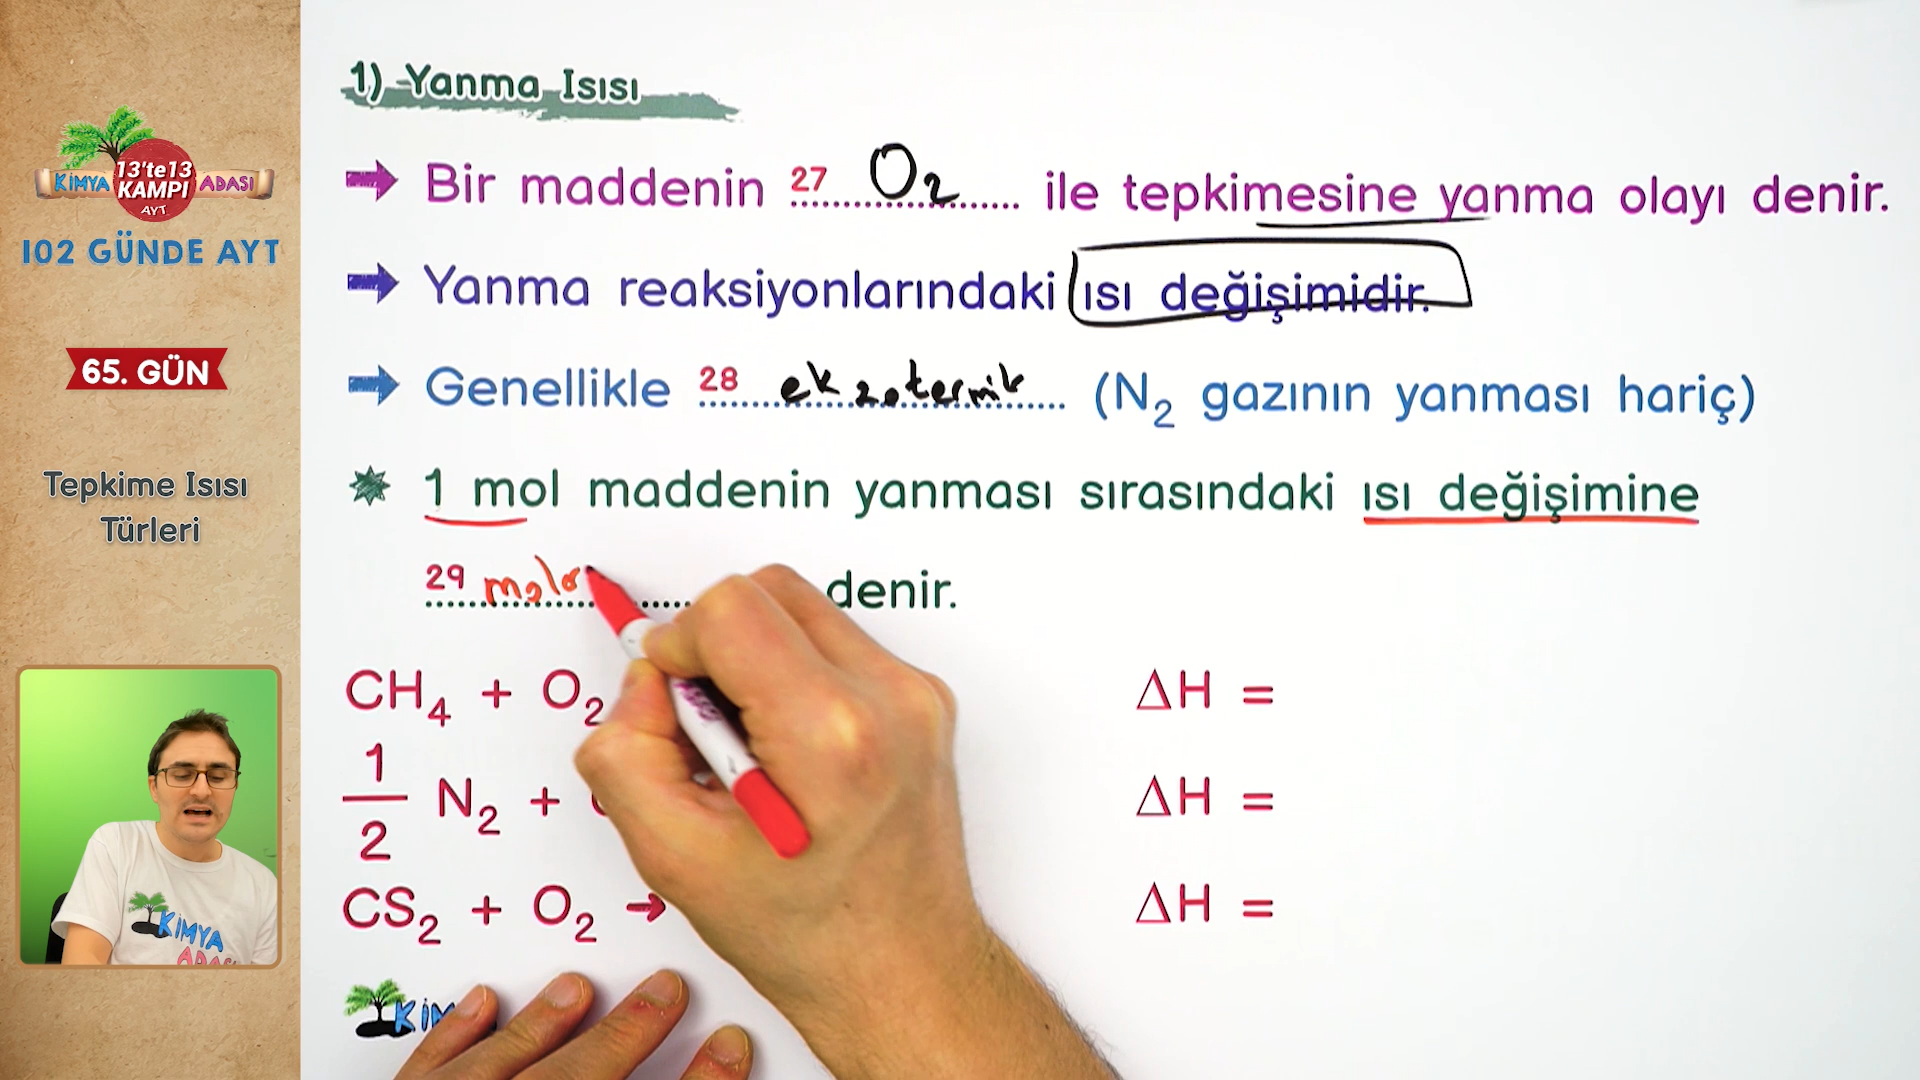 KİMYA 13'te13 KAMPI AYT ADASI
102 GÜNDE AYT
65. GÜN
Tepkime Isısı
Türleri
KİMYA
1) Yanma Isısı
Bir maddenin 27 O₂ ile tepkimesine yanma olayı denir.
Yanma reaksiyonlarındaki ısı değişimidir.
Genellikle 28 ekzotermik (N₂ gazının yanması hariç)
1 mol maddenin yanması sırasındaki ısı değişimine
29 mola denir.
CH₄ + O₂ ΔH =
1/2 N₂ + ΔH =
CS₂ + O₂ → ΔH =